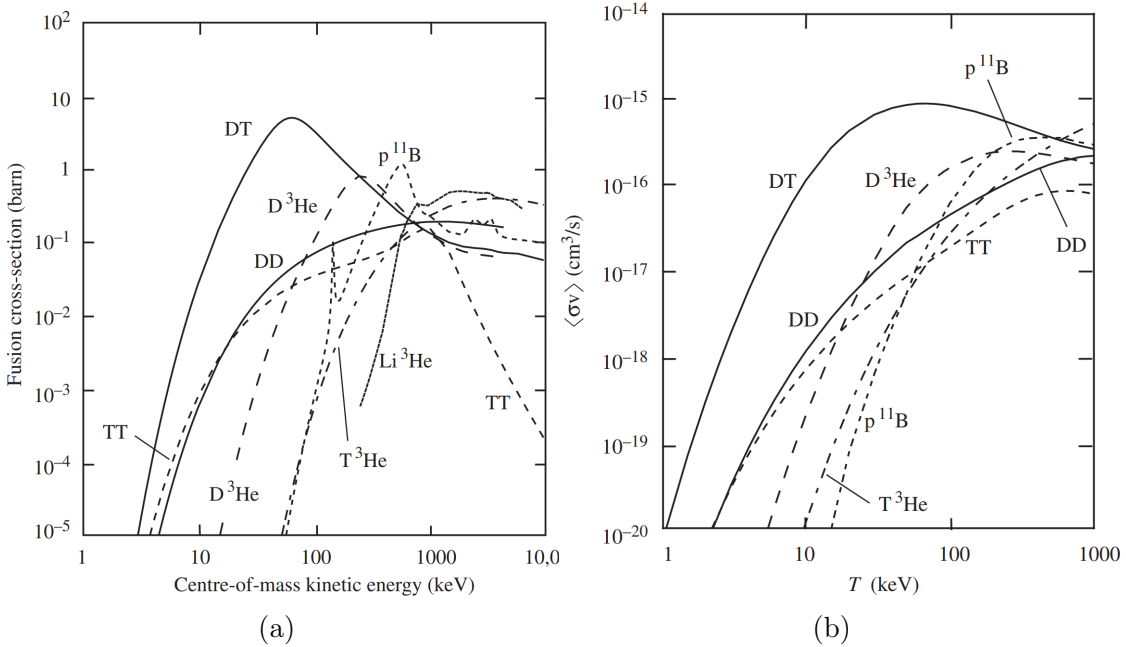 Fusion cross-section (barn)
10²
10
1
10⁻¹
10⁻²
10⁻³
10⁻⁴
10⁻⁵
DT
p ¹¹B
D ³He
DD
Li ³He
TT
TT
T ³He
D ³He
1
10
100
1000
10,0
Centre-of-mass kinetic energy (keV)
(a)
⟨σv⟩ (cm³/s)
10⁻¹⁴
10⁻¹⁵
10⁻¹⁶
10⁻¹⁷
10⁻¹⁸
10⁻¹⁹
10⁻²⁰
p ¹¹B
DT
D ³He
DD
TT
DD
p ¹¹B
T ³He
1
10
100
1000
T (keV)
(b)